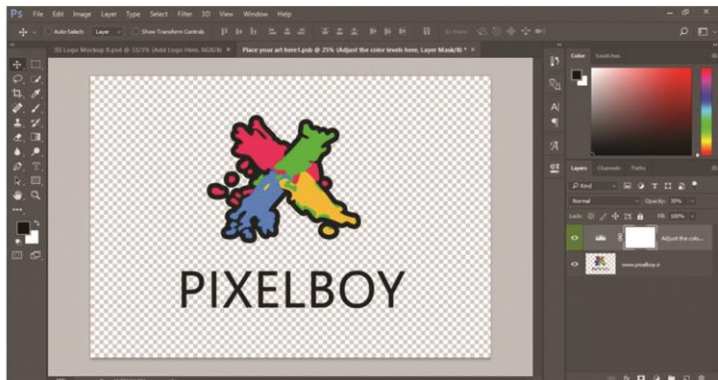 Ps File Edit Image Layer Type Select Filter 3D View Window Help
Auto-Select: Layer Show Transform Controls 3D Mode:
3D Logo Mockup 8.psd @ 33/3% (Add Logo Here, RGB/8) × Place your art here1.psb @ 25% (Adjust the color levels here, Layer Mask/8) * ×
Color Swatches
PIXELBOY
Layers Channels Paths
Kind
Normal Opacity: 35%
Lock: Fill: 100%
Adjust the colo...
www.pixelboy.ir